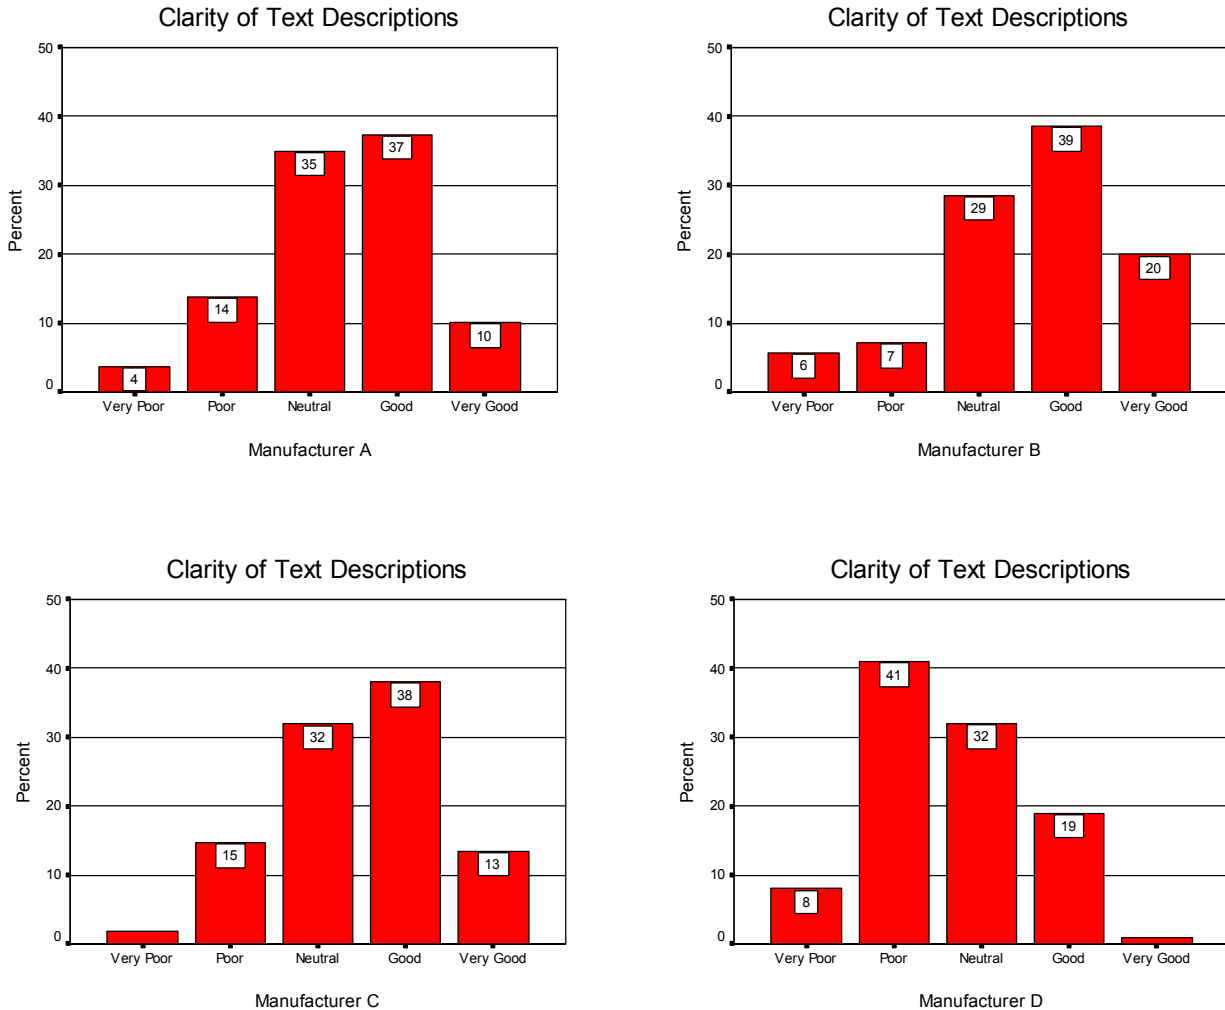 Clarity of Text Descriptions
50
40
30
20
10
0
Percent
4
14
35
37
10
Very Poor
Poor
Neutral
Good
Very Good
Manufacturer A
Clarity of Text Descriptions
50
40
30
20
10
0
Percent
6
7
29
39
20
Very Poor
Poor
Neutral
Good
Very Good
Manufacturer B
Clarity of Text Descriptions
50
40
30
20
10
0
Percent
15
32
38
13
Very Poor
Poor
Neutral
Good
Very Good
Manufacturer C
Clarity of Text Descriptions
50
40
30
20
10
0
Percent
8
41
32
19
Very Poor
Poor
Neutral
Good
Very Good
Manufacturer D